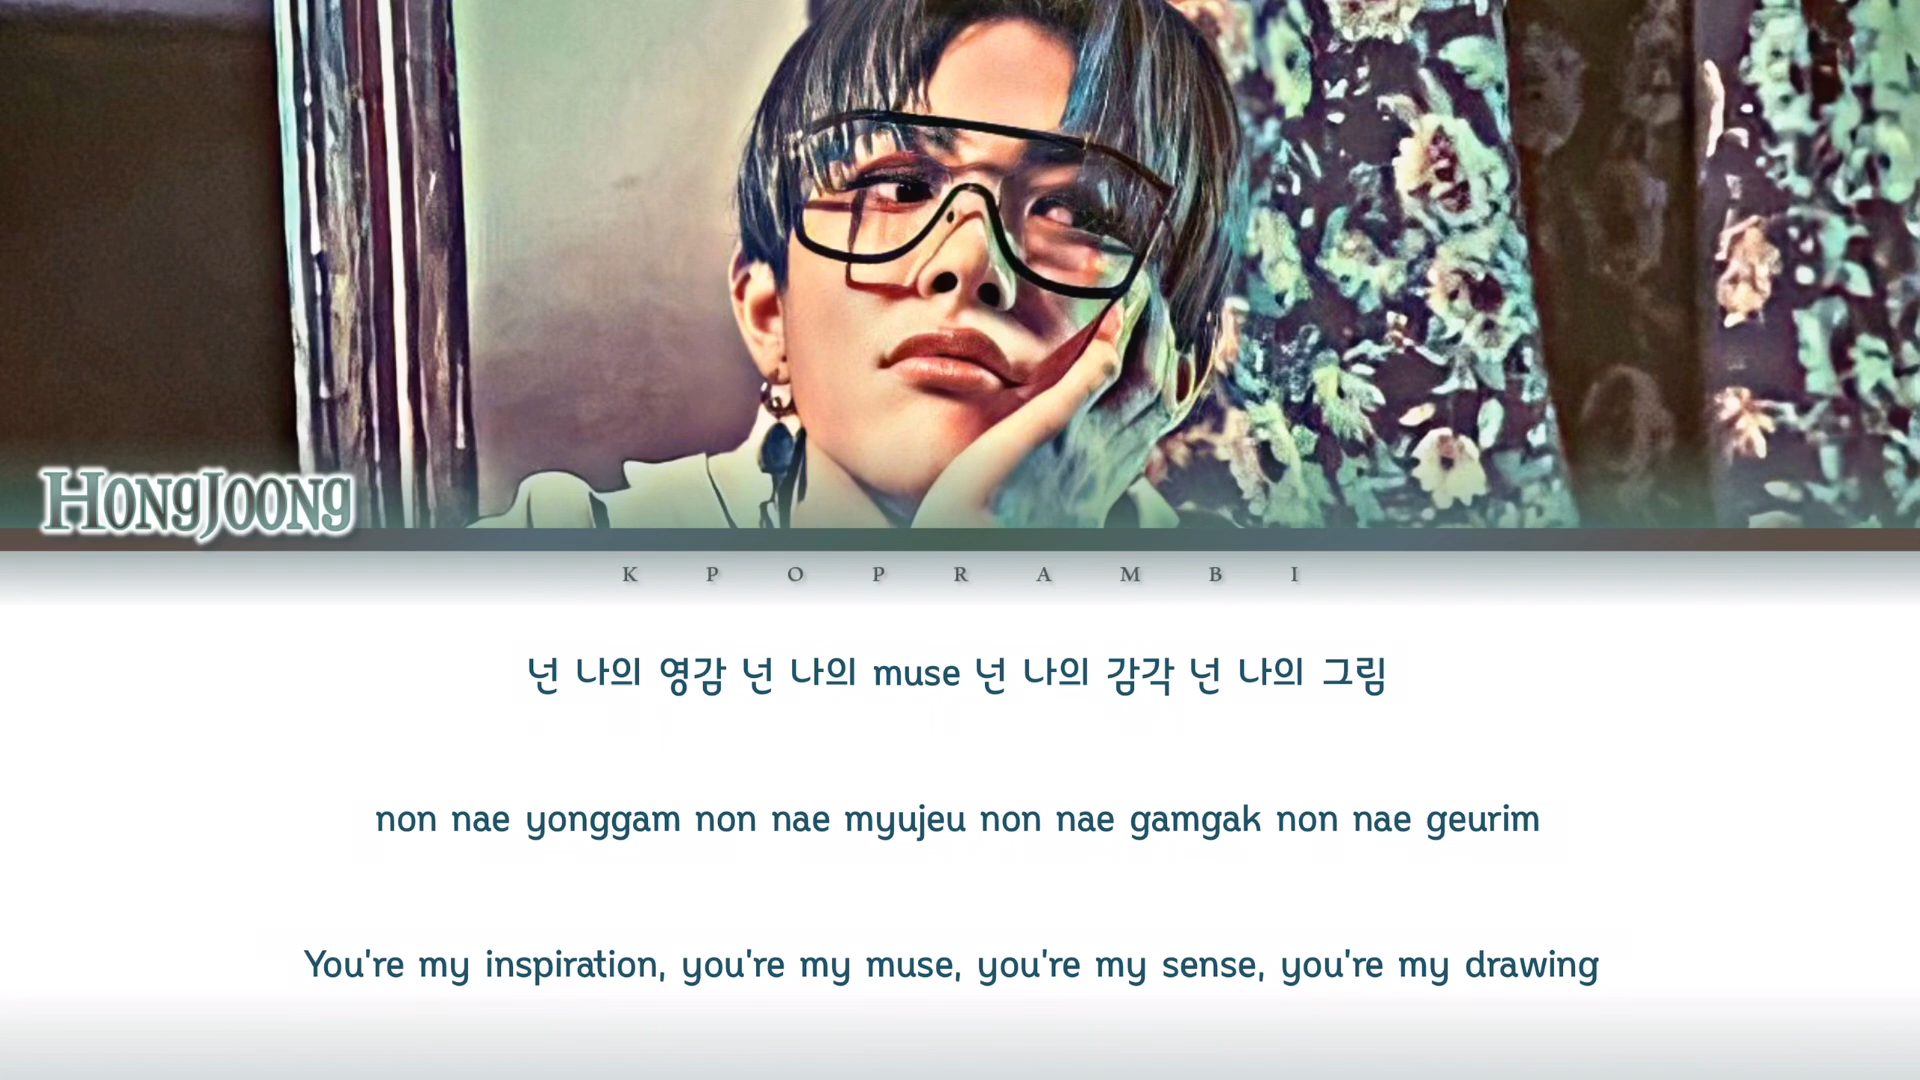 HongJoong
KPOPRAMBI
넌 나의 영감 넌 나의 muse 넌 나의 감각 넌 나의 그림
non nae yonggam non nae myujeu non nae gamgak non nae geurim
You're my inspiration, you're my muse, you're my sense, you're my drawing